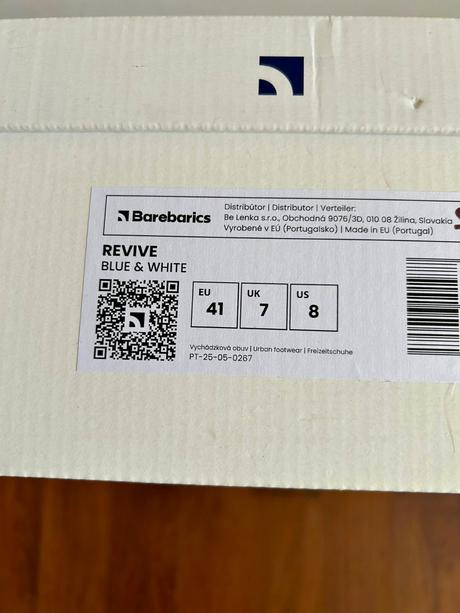 Barebarics
Distribútor | Distributor | Verteiler:
Be Lenka s.r.o., Obchodná 9076/3D, 010 08 Žilina, Slovakia
Vyrobené v EÚ (Portugalsko) | Made in EU (Portugal)
REVIVE
BLUE & WHITE
EU UK US
41 7 8
Vychádzková obuv | Urban footwear | Freizeitschuhe
PT-25-05-0267